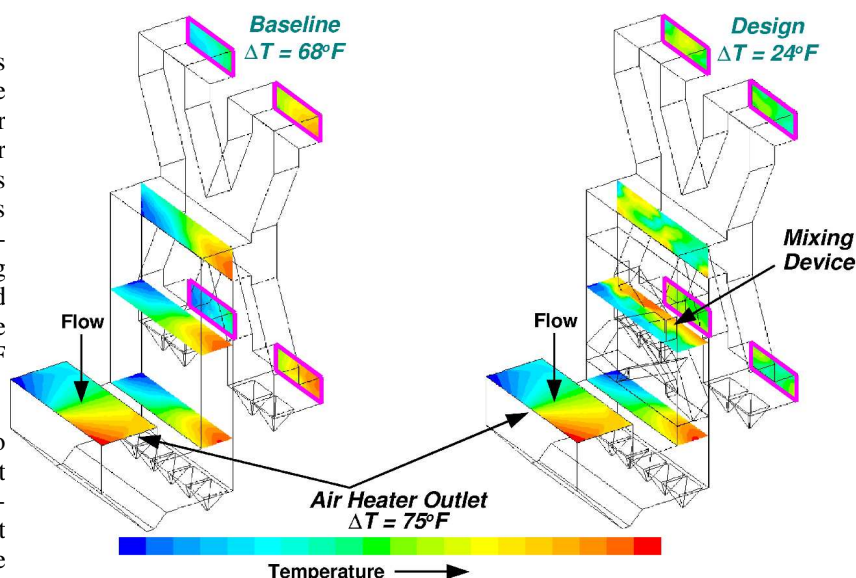 Baseline
ΔT = 68°F
Design
ΔT = 24°F
Mixing
Device
Flow
Flow
Air Heater Outlet
ΔT = 75°F
Temperature